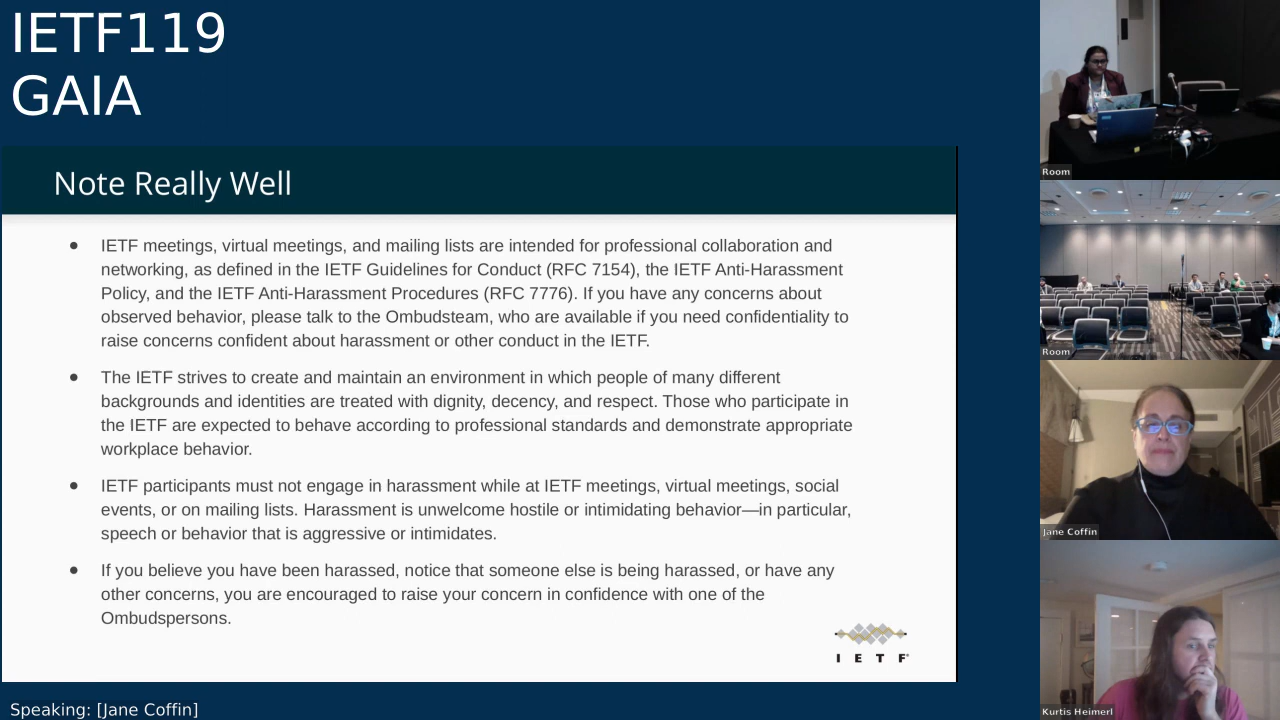 IETF119
GAIA
Note Really Well
● IETF meetings, virtual meetings, and mailing lists are intended for professional collaboration and
networking, as defined in the IETF Guidelines for Conduct (RFC 7154), the IETF Anti-Harassment
Policy, and the IETF Anti-Harassment Procedures (RFC 7776). If you have any concerns about
observed behavior, please talk to the Ombudsteam, who are available if you need confidentiality to
raise concerns confident about harassment or other conduct in the IETF.
● The IETF strives to create and maintain an environment in which people of many different
backgrounds and identities are treated with dignity, decency, and respect. Those who participate in
the IETF are expected to behave according to professional standards and demonstrate appropriate
workplace behavior.
● IETF participants must not engage in harassment while at IETF meetings, virtual meetings, social
events, or on mailing lists. Harassment is unwelcome hostile or intimidating behavior—in particular,
speech or behavior that is aggressive or intimidates.
● If you believe you have been harassed, notice that someone else is being harassed, or have any
other concerns, you are encouraged to raise your concern in confidence with one of the
Ombudspersons.
I E T F®
Speaking: [Jane Coffin]
Room
Room
Jane Coffin
Kurtis Heimerl